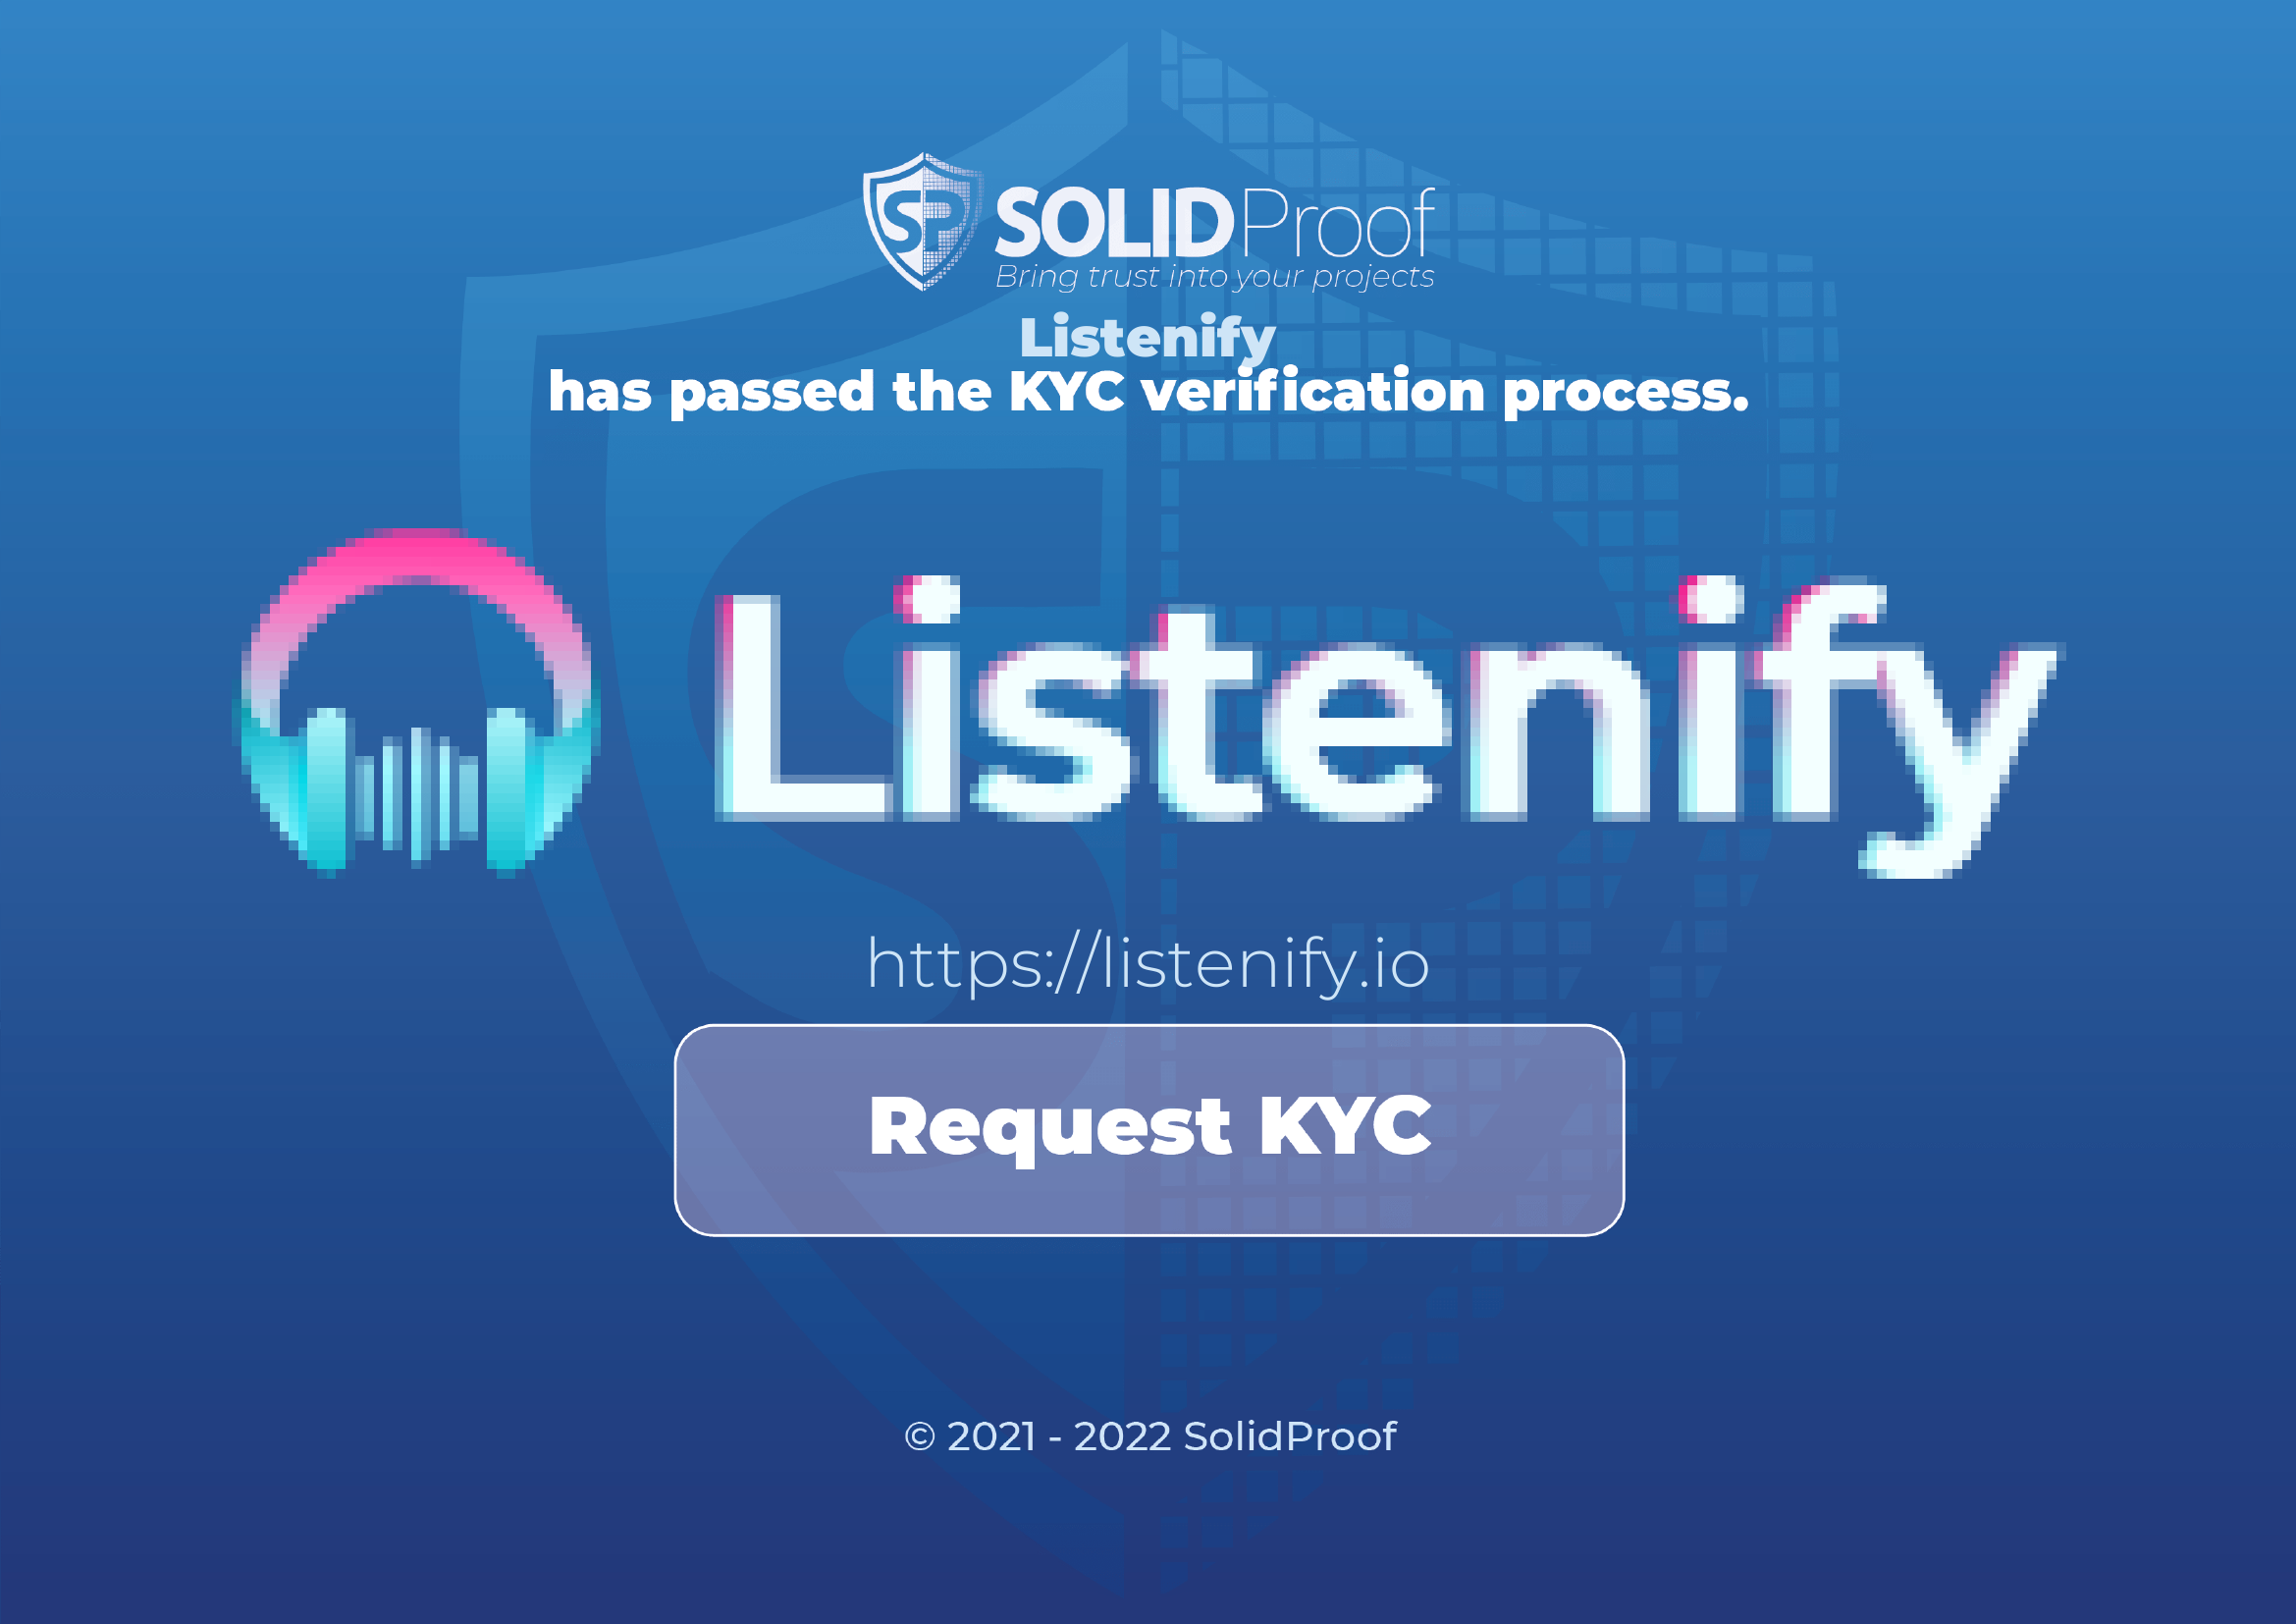 SP
SOLIDProof
Bring trust into your projects
Listenify
has passed the KYC verification process.
Listenify
https://listenify.io
Request KYC
© 2021 - 2022 SolidProof